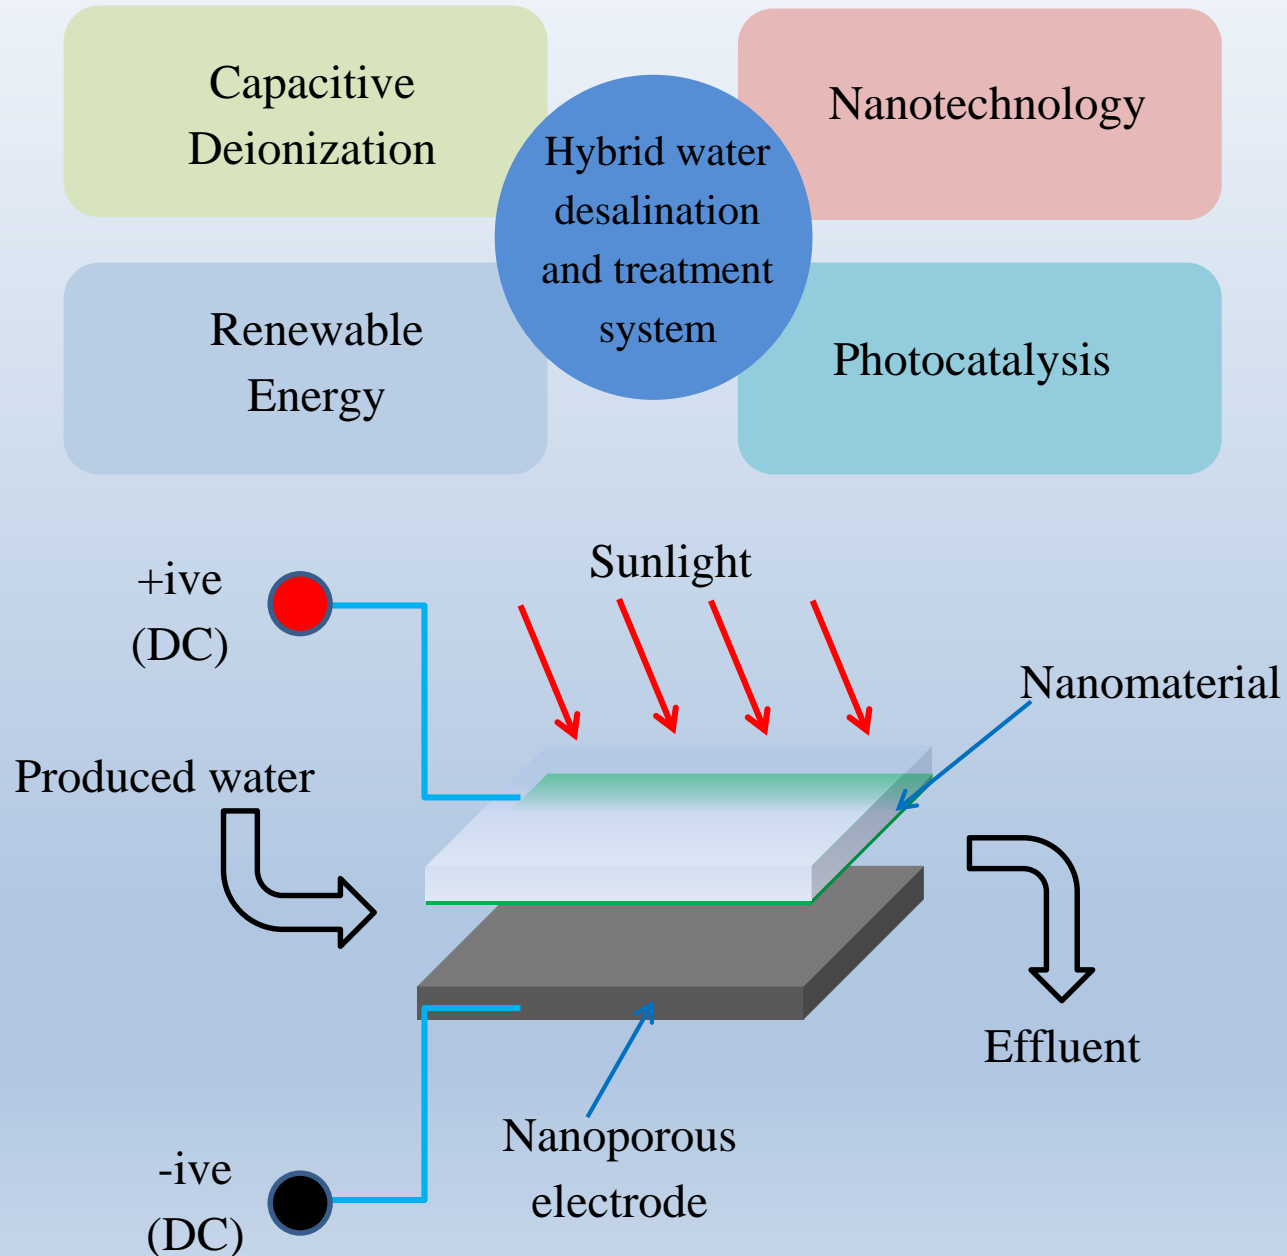 Capacitive
Deionization
Nanotechnology
Hybrid water
desalination
and treatment
system
Renewable
Energy
Photocatalysis
Sunlight
+ive
(DC)
Nanomaterial
Produced water
Effluent
Nanoporous
electrode
-ive
(DC)